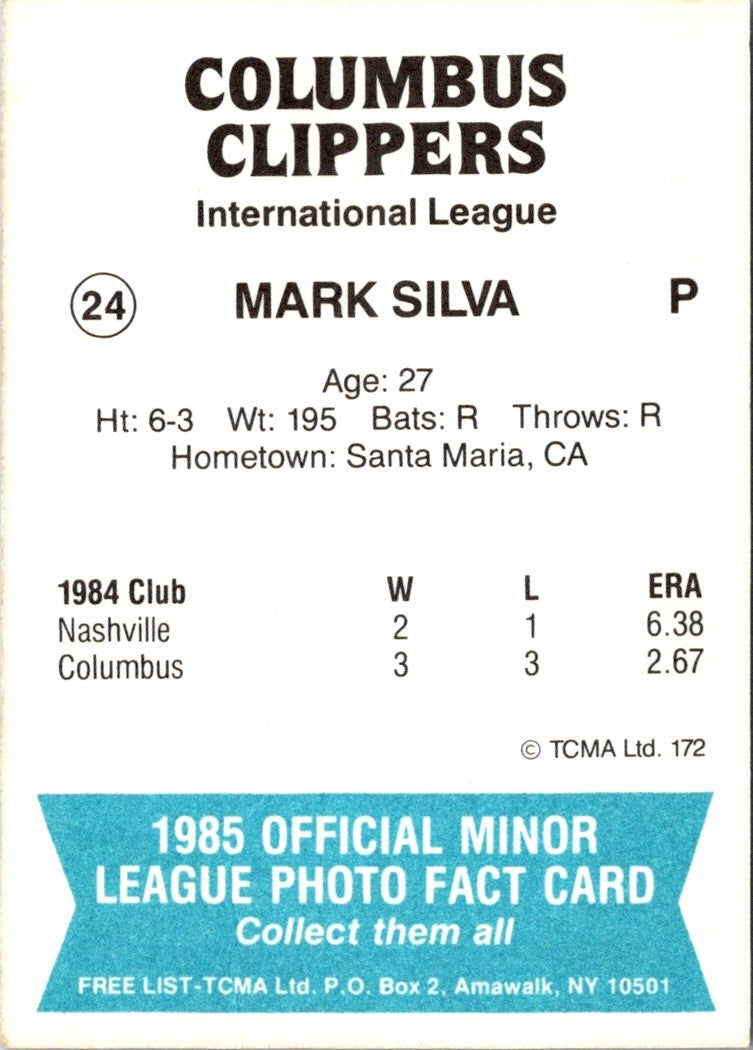 COLUMBUS
CLIPPERS
International League
24 MARK SILVA P
Age: 27
Ht: 6-3 Wt: 195 Bats: R Throws: R
Hometown: Santa Maria, CA
1984 Club W L ERA
Nashville 2 1 6.38
Columbus 3 3 2.67
© TCMA Ltd. 172
1985 OFFICIAL MINOR
LEAGUE PHOTO FACT CARD
Collect them all
FREE LIST-TCMA Ltd. P.O. Box 2, Amawalk, NY 10501